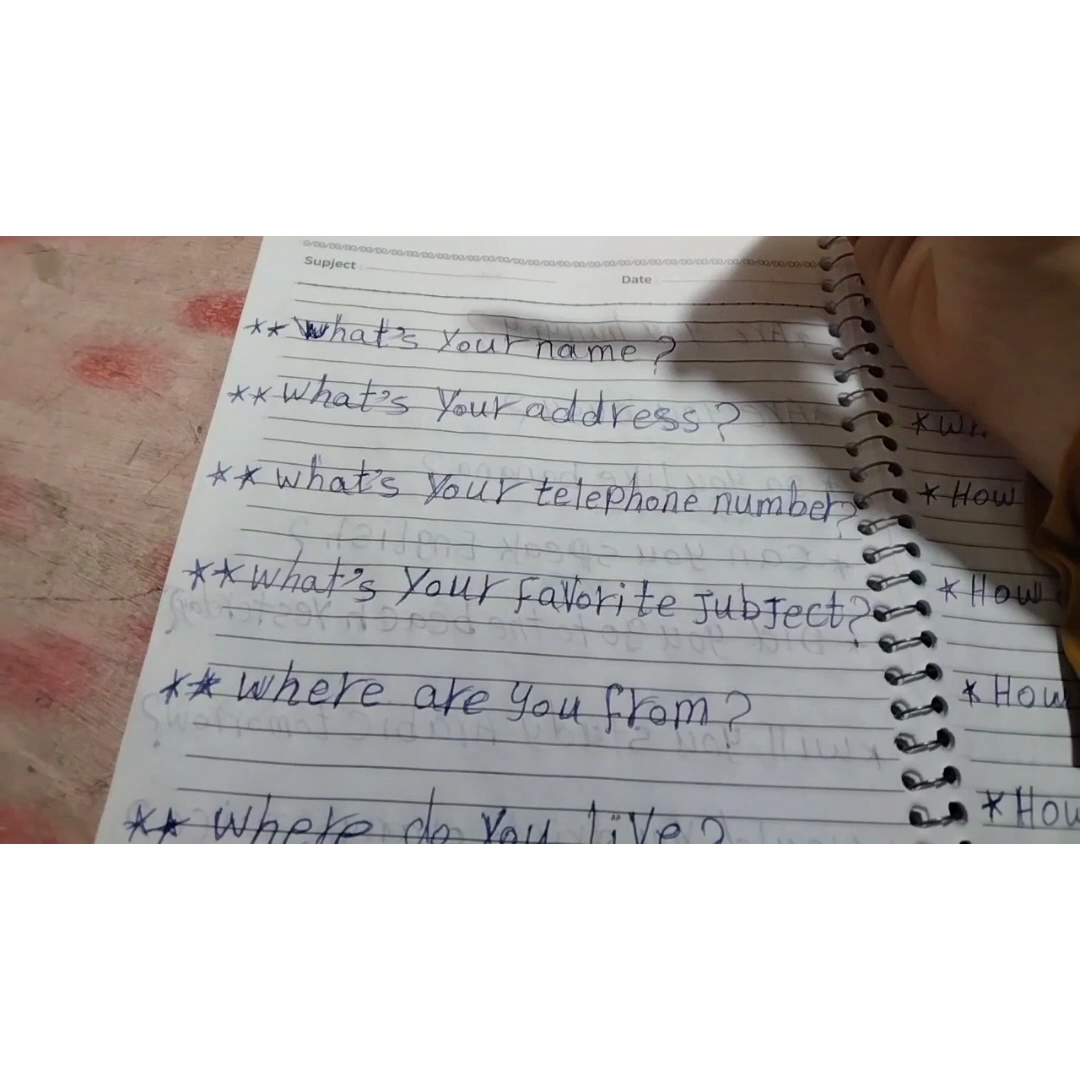 Supject
Date
** What's Your name?
** What's Your address?
** what's Your telephone number?
** what's Your favorite subject?
** where are you from?
** where do You live?
* How
* How
* How
* How